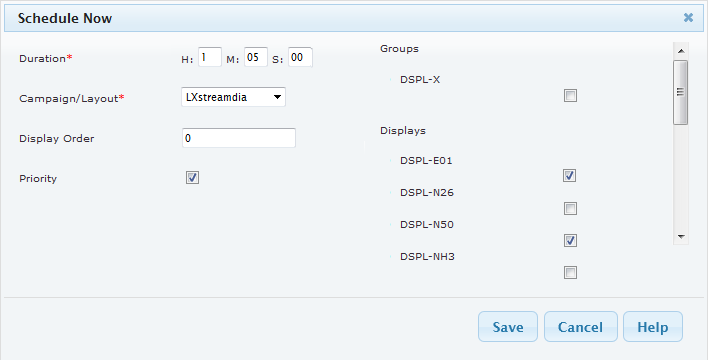 Schedule Now
Duration* H: 1 M: 05 S: 00
Campaign/Layout* LXstreamdia
Display Order 0
Priority
Groups
DSPL-X
Displays
DSPL-E01
DSPL-N26
DSPL-N50
DSPL-NH3
Save Cancel Help